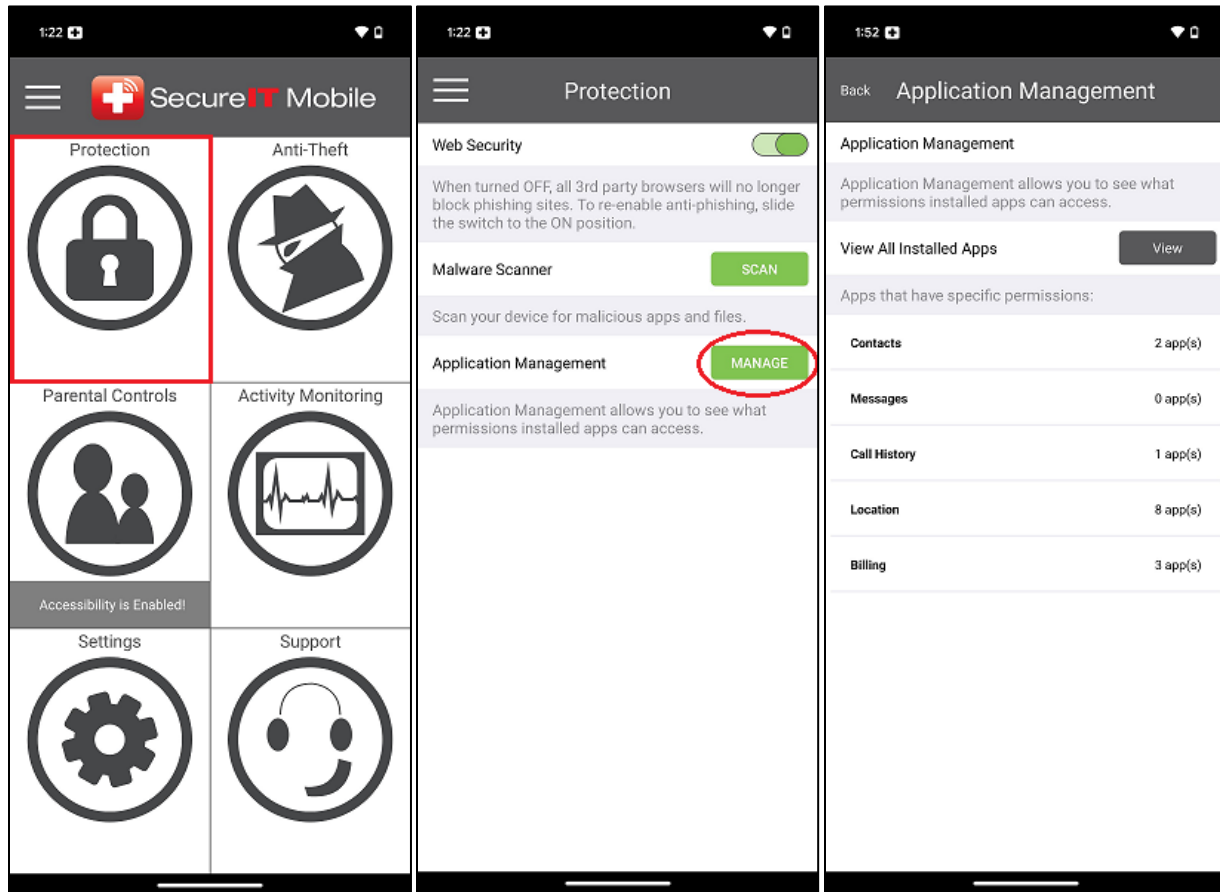 1:22
SecureIT Mobile
Protection
Anti-Theft
Parental Controls
Activity Monitoring
Accessibility is Enabled!
Settings
Support
1:22
Protection
Web Security
When turned OFF, all 3rd party browsers will no longer
block phishing sites. To re-enable anti-phishing, slide
the switch to the ON position.
Malware Scanner
SCAN
Scan your device for malicious apps and files.
Application Management
MANAGE
Application Management allows you to see what
permissions installed apps can access.
1:52
Back Application Management
Application Management
Application Management allows you to see what
permissions installed apps can access.
View All Installed Apps
View
Apps that have specific permissions:
Contacts 2 app(s)
Messages 0 app(s)
Call History 1 app(s)
Location 8 app(s)
Billing 3 app(s)